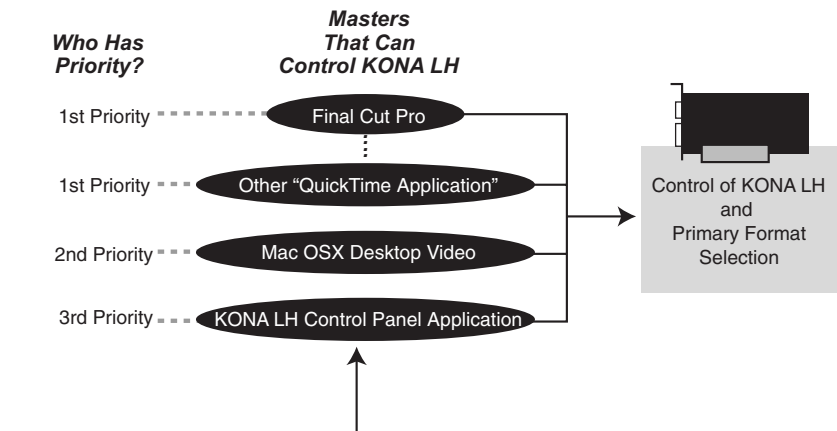 Who Has
Priority?
Masters
That Can
Control KONA LH
1st Priority
Final Cut Pro
1st Priority
Other “QuickTime Application”
2nd Priority
Mac OSX Desktop Video
3rd Priority
KONA LH Control Panel Application
Control of KONA LH
and
Primary Format
Selection